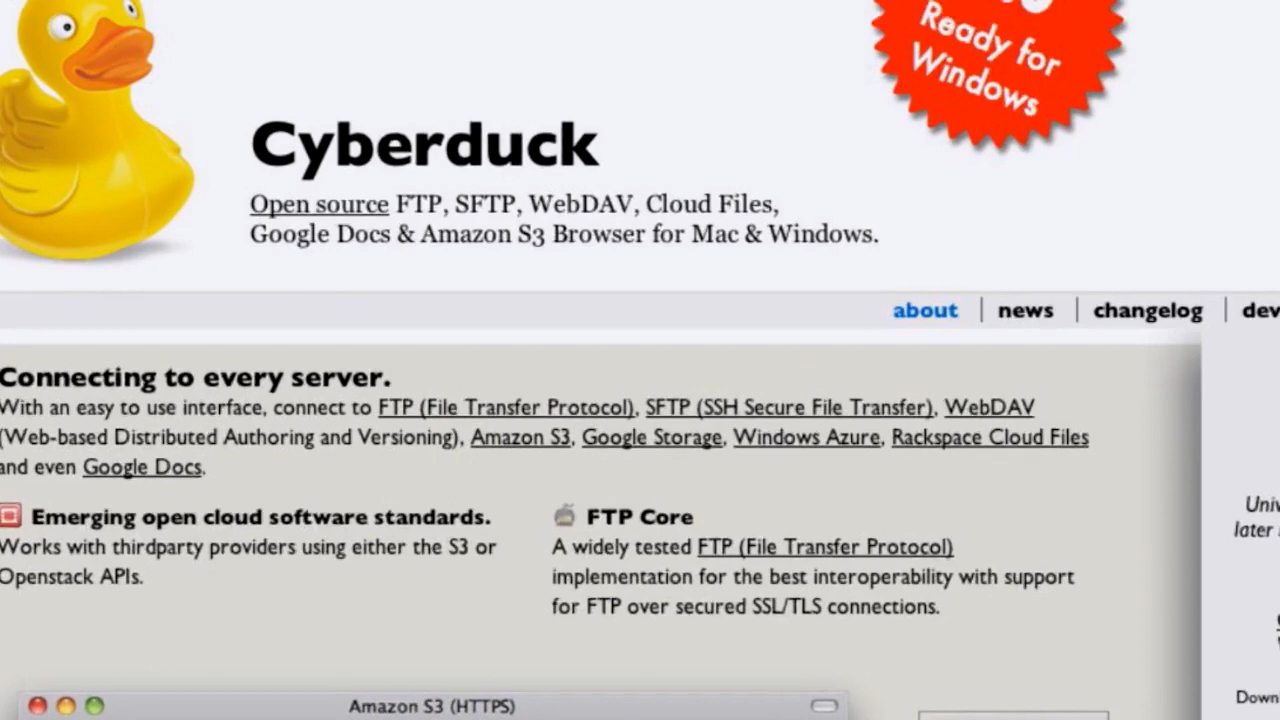 Ready for
Windows
Cyberduck
Open source FTP, SFTP, WebDAV, Cloud Files,
Google Docs & Amazon S3 Browser for Mac & Windows.
about | news | changelog | dev
Connecting to every server.
With an easy to use interface, connect to FTP (File Transfer Protocol), SFTP (SSH Secure File Transfer), WebDAV
(Web-based Distributed Authoring and Versioning), Amazon S3, Google Storage, Windows Azure, Rackspace Cloud Files
and even Google Docs.
Emerging open cloud software standards.
Works with thirdparty providers using either the S3 or
Openstack APIs.
FTP Core
A widely tested FTP (File Transfer Protocol)
implementation for the best interoperability with support
for FTP over secured SSL/TLS connections.
Univ
later
Down
Amazon S3 (HTTPS)